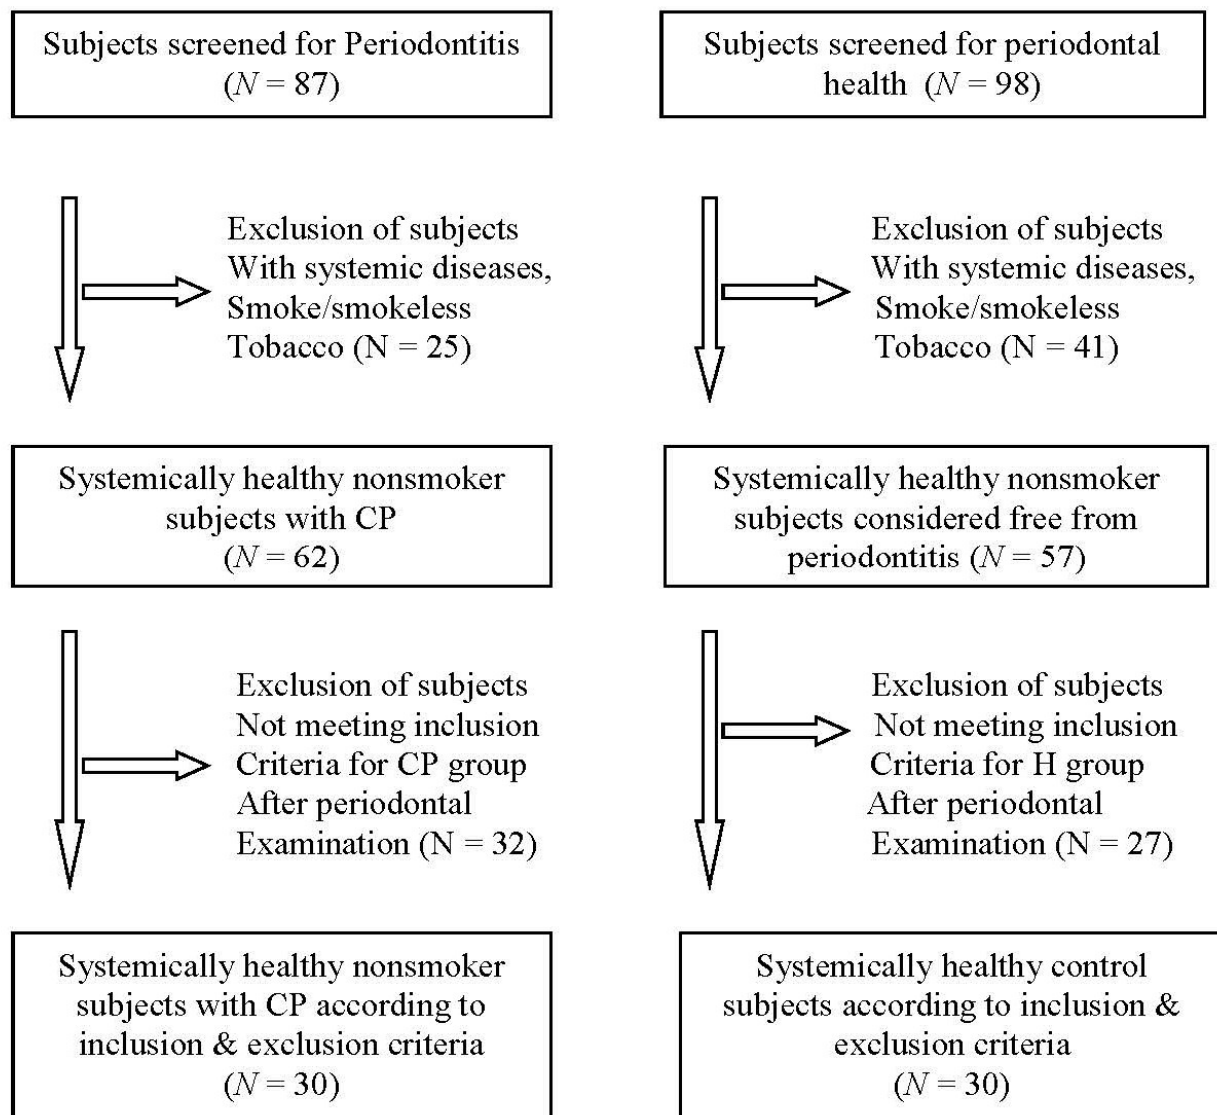 Subjects screened for Periodontitis
(N = 87)
Exclusion of subjects
With systemic diseases,
Smoke/smokeless
Tobacco (N = 25)
Systemically healthy nonsmoker
subjects with CP
(N = 62)
Exclusion of subjects
Not meeting inclusion
Criteria for CP group
After periodontal
Examination (N = 32)
Systemically healthy nonsmoker
subjects with CP according to
inclusion & exclusion criteria
(N = 30)
Subjects screened for periodontal
health (N = 98)
Exclusion of subjects
With systemic diseases,
Smoke/smokeless
Tobacco (N = 41)
Systemically healthy nonsmoker
subjects considered free from
periodontitis (N = 57)
Exclusion of subjects
Not meeting inclusion
Criteria for H group
After periodontal
Examination (N = 27)
Systemically healthy control
subjects according to inclusion &
exclusion criteria
(N = 30)